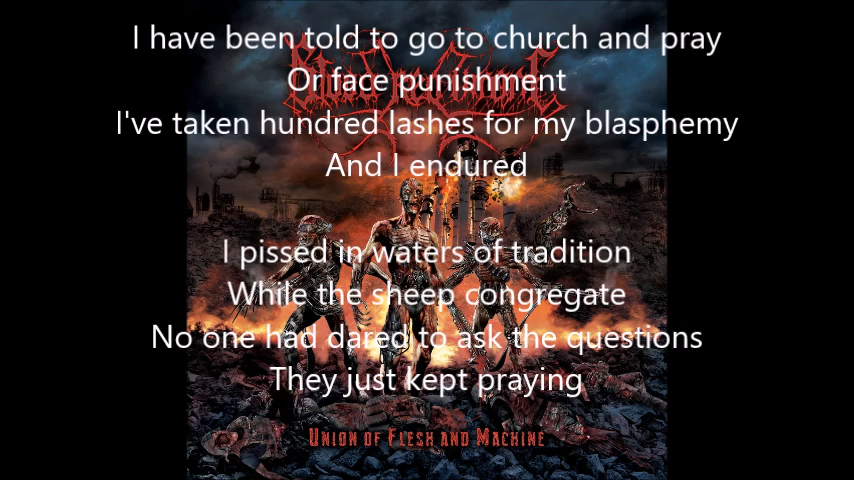 I have been told to go to church and pray
Or face punishment
I've taken hundred lashes for my blasphemy
And I endured
I pissed in waters of tradition
While the sheep congregate
No one had dared to ask the questions
They just kept praying
Union of Flesh and Machine